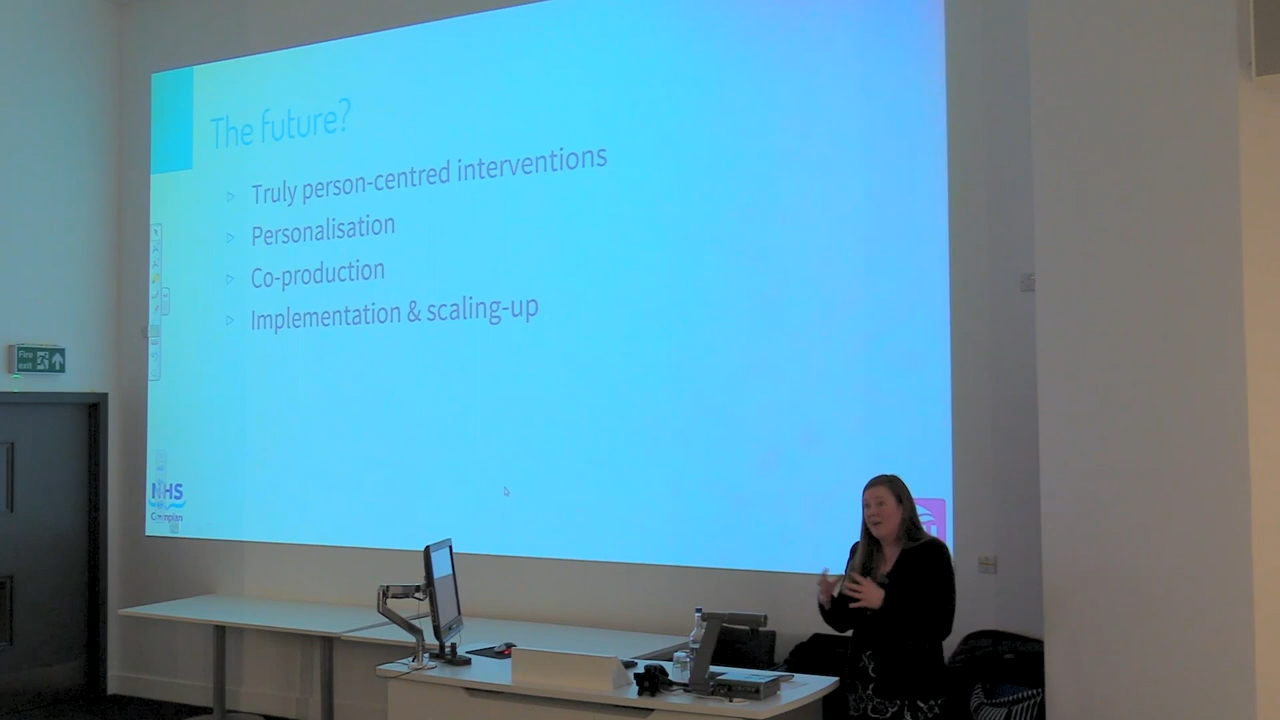 The future?
Truly person-centred interventions
Personalisation
Co-production
Implementation & scaling-up
Fire
exit
NHS
Grampian